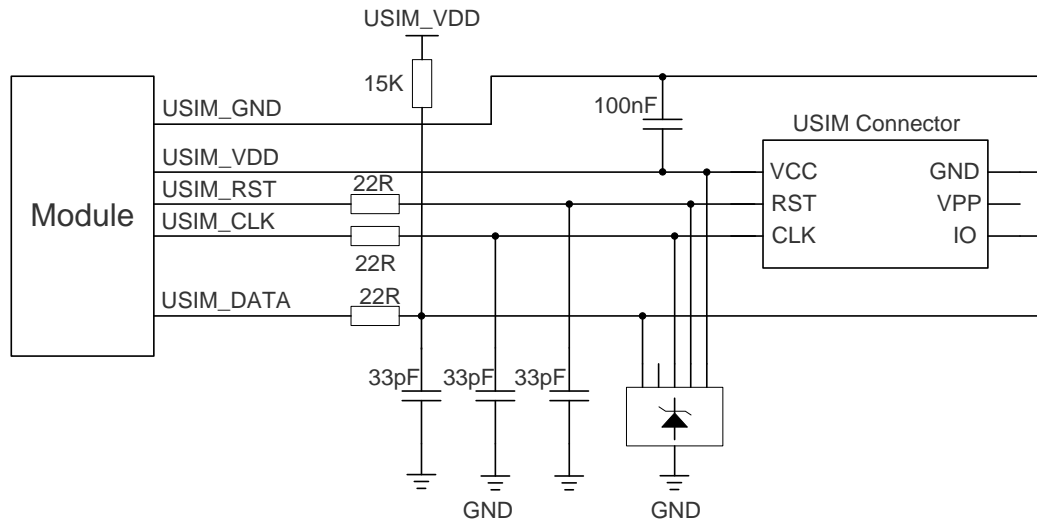 USIM_VDD
15K
100nF
USIM_GND
USIM Connector
USIM_VDD
VCC
GND
USIM_RST
22R
RST
VPP
Module
USIM_CLK
CLK
IO
22R
USIM_DATA
22R
33pF
33pF
33pF
GND
GND